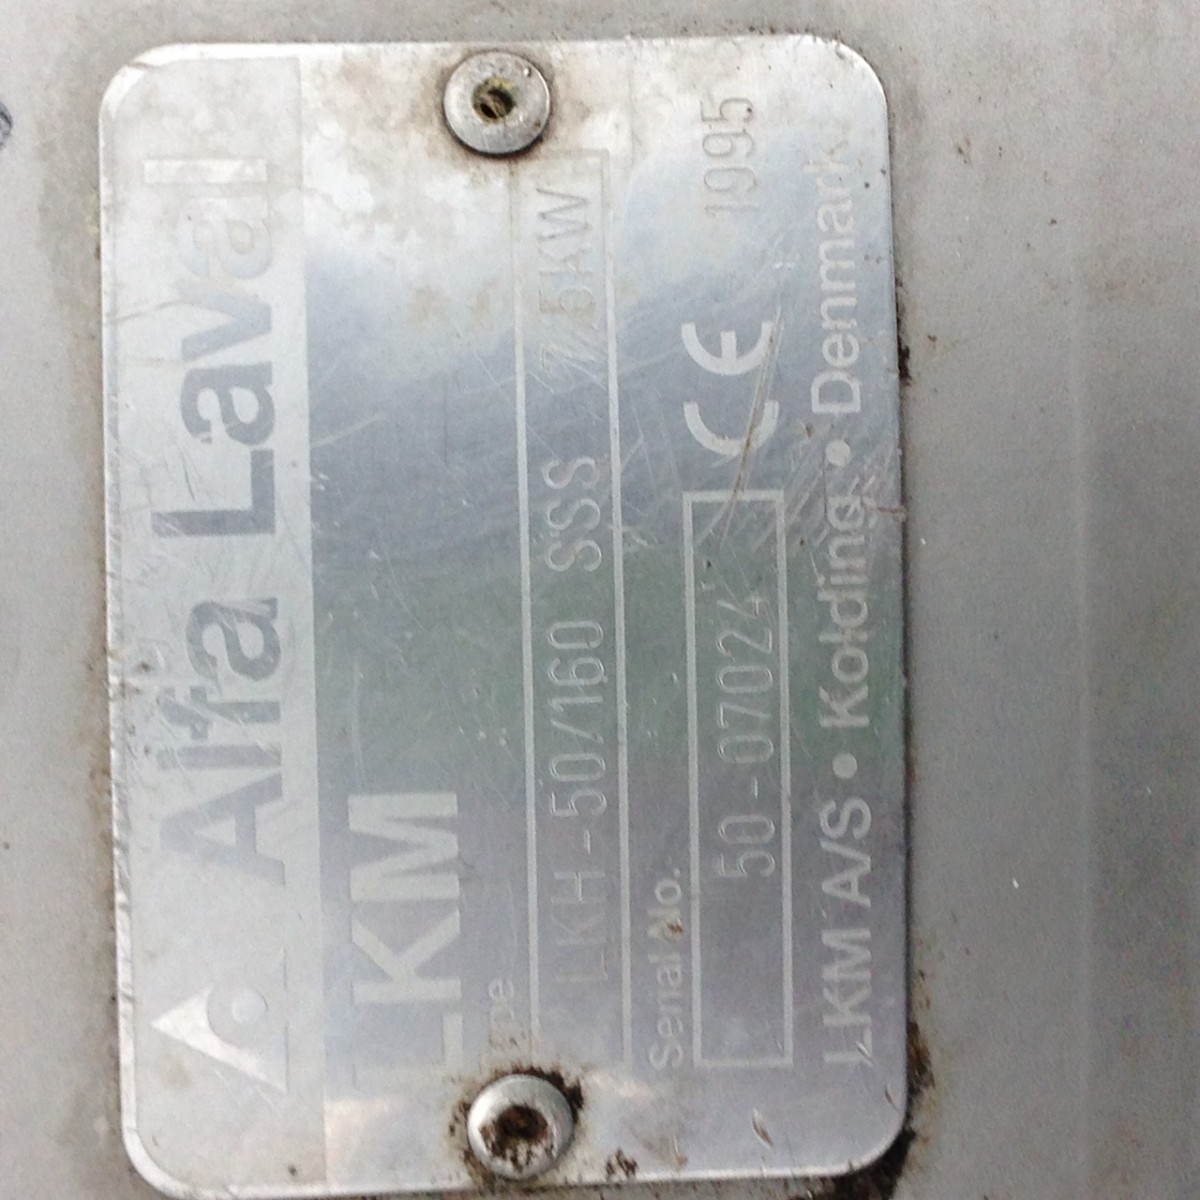 Alfa Laval
LKM
Type
LKH-50/160 SSS 7.5KW
Serial No.
50-07024 CE 1995
LKM A/S • Kolding • Denmark